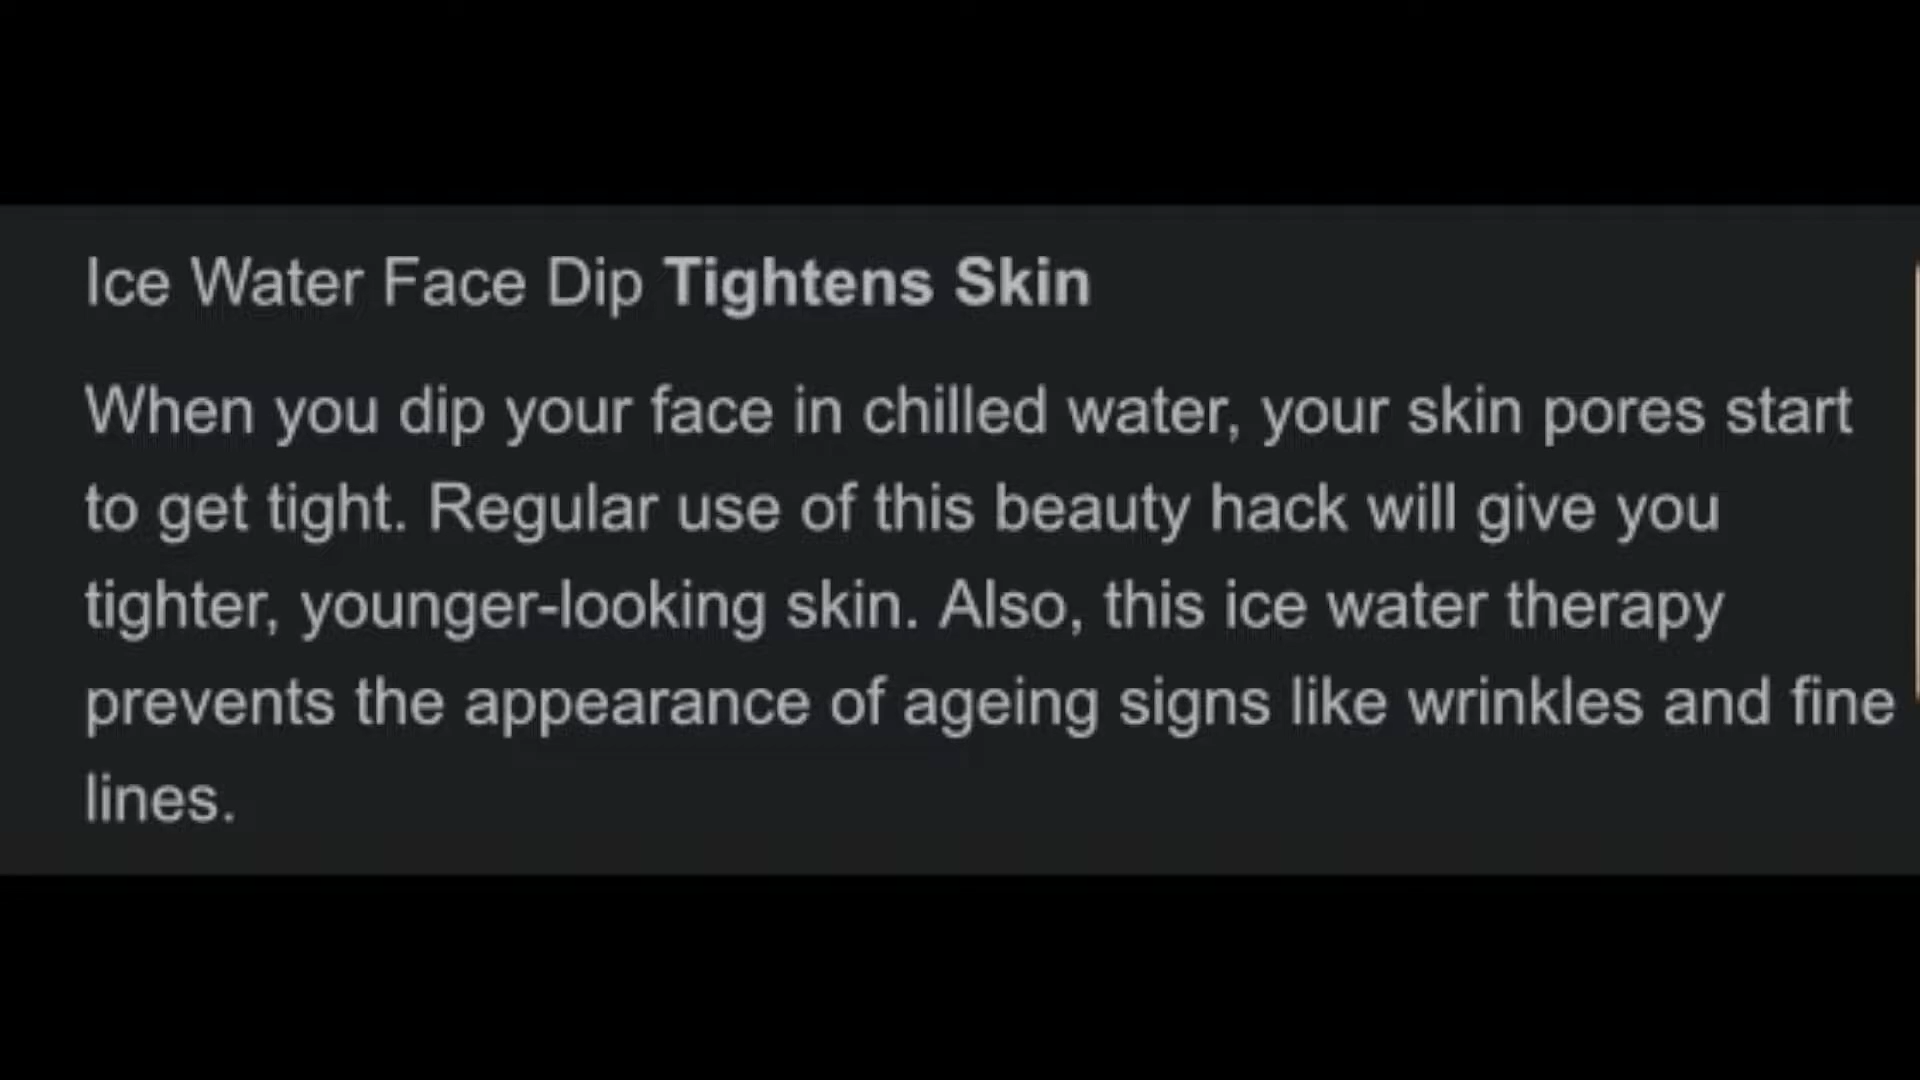 Ice Water Face Dip Tightens Skin
When you dip your face in chilled water, your skin pores start
to get tight. Regular use of this beauty hack will give you
tighter, younger-looking skin. Also, this ice water therapy
prevents the appearance of ageing signs like wrinkles and fine
lines.